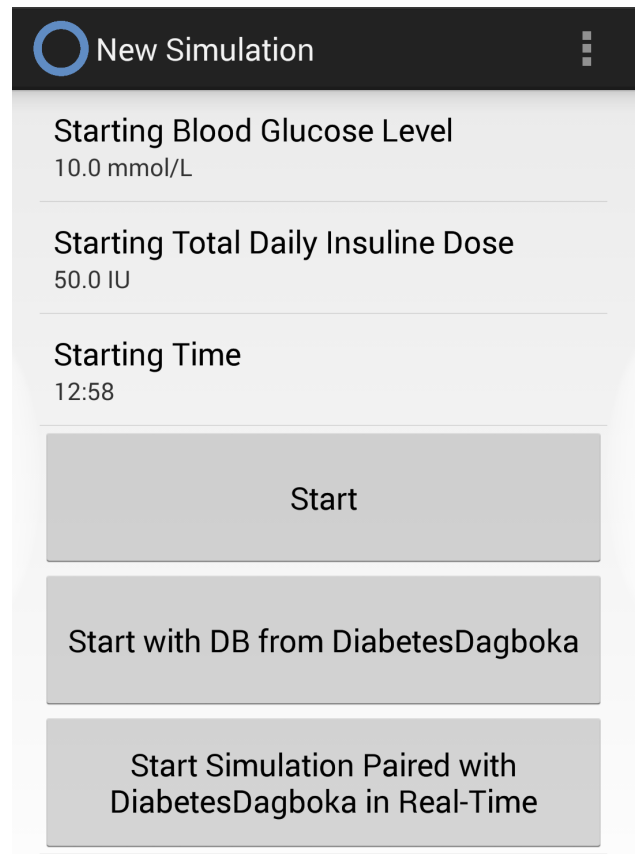 New Simulation
Starting Blood Glucose Level
10.0 mmol/L
Starting Total Daily Insuline Dose
50.0 IU
Starting Time
12:58
Start
Start with DB from DiabetesDagboka
Start Simulation Paired with
DiabetesDagboka in Real-Time